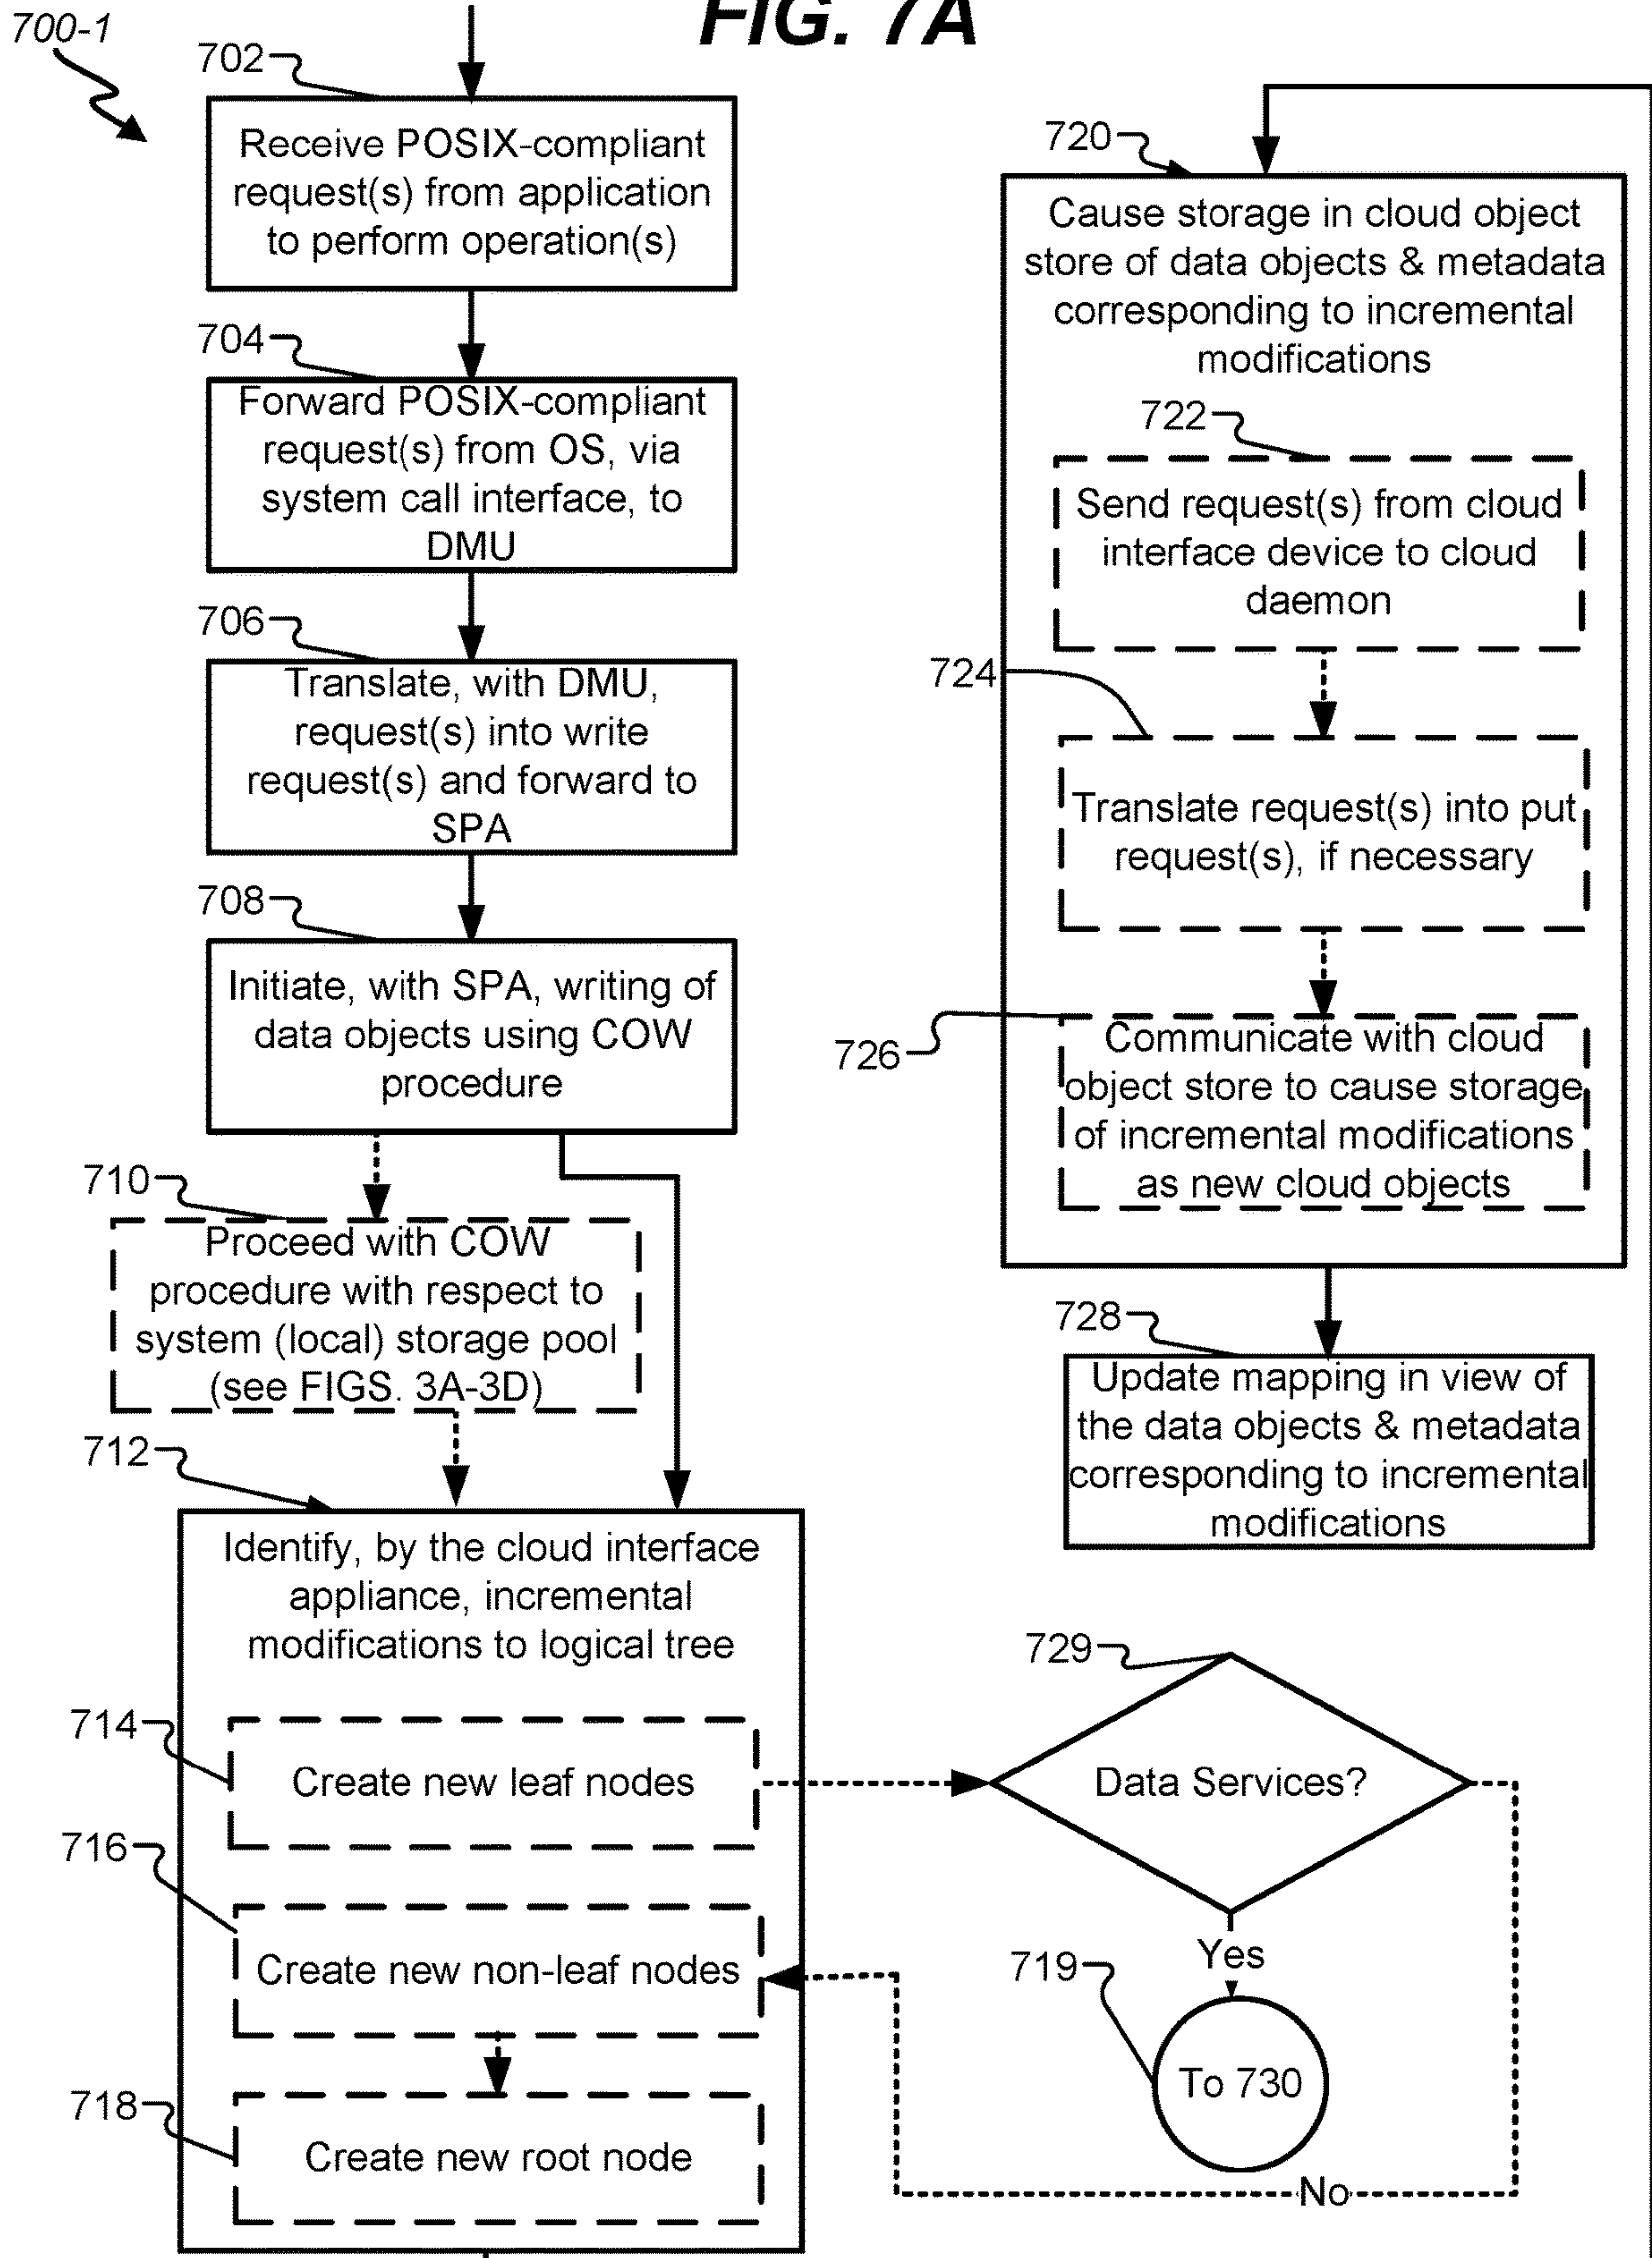 FIG. 7A
700-1
702
Receive POSIX-compliant
request(s) from application
to perform operation(s)
704
Forward POSIX-compliant
request(s) from OS, via
system call interface, to
DMU
706
Translate, with DMU,
request(s) into write
request(s) and forward to
SPA
708
Initiate, with SPA, writing of
data objects using COW
procedure
710
Proceed with COW
procedure with respect to
system (local) storage pool
(see FIGS. 3A-3D)
712
Identify, by the cloud interface
appliance, incremental
modifications to logical tree
714
Create new leaf nodes
716
Create new non-leaf nodes
718
Create new root node
720
Cause storage in cloud object
store of data objects & metadata
corresponding to incremental
modifications
722
Send request(s) from cloud
interface device to cloud
daemon
724
Translate request(s) into put
request(s), if necessary
726
Communicate with cloud
object store to cause storage
of incremental modifications
as new cloud objects
728
Update mapping in view of
the data objects & metadata
corresponding to incremental
modifications
729
Data Services?
Yes
719
To 730
No